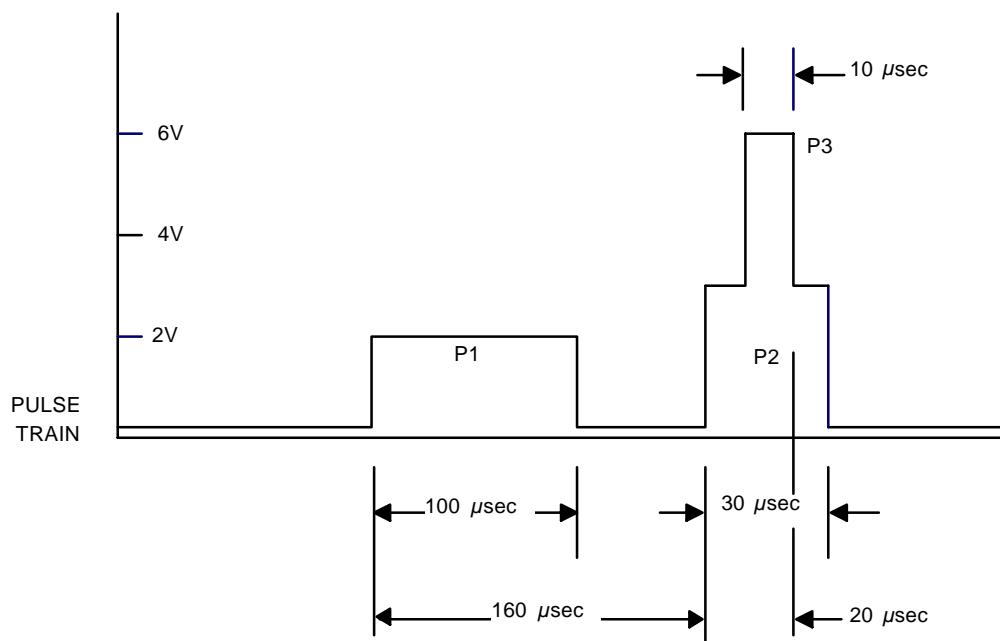 10 µsec
6V
P3
4V
2V
P1
P2
PULSE
TRAIN
100 µsec
30 µsec
160 µsec
20 µsec